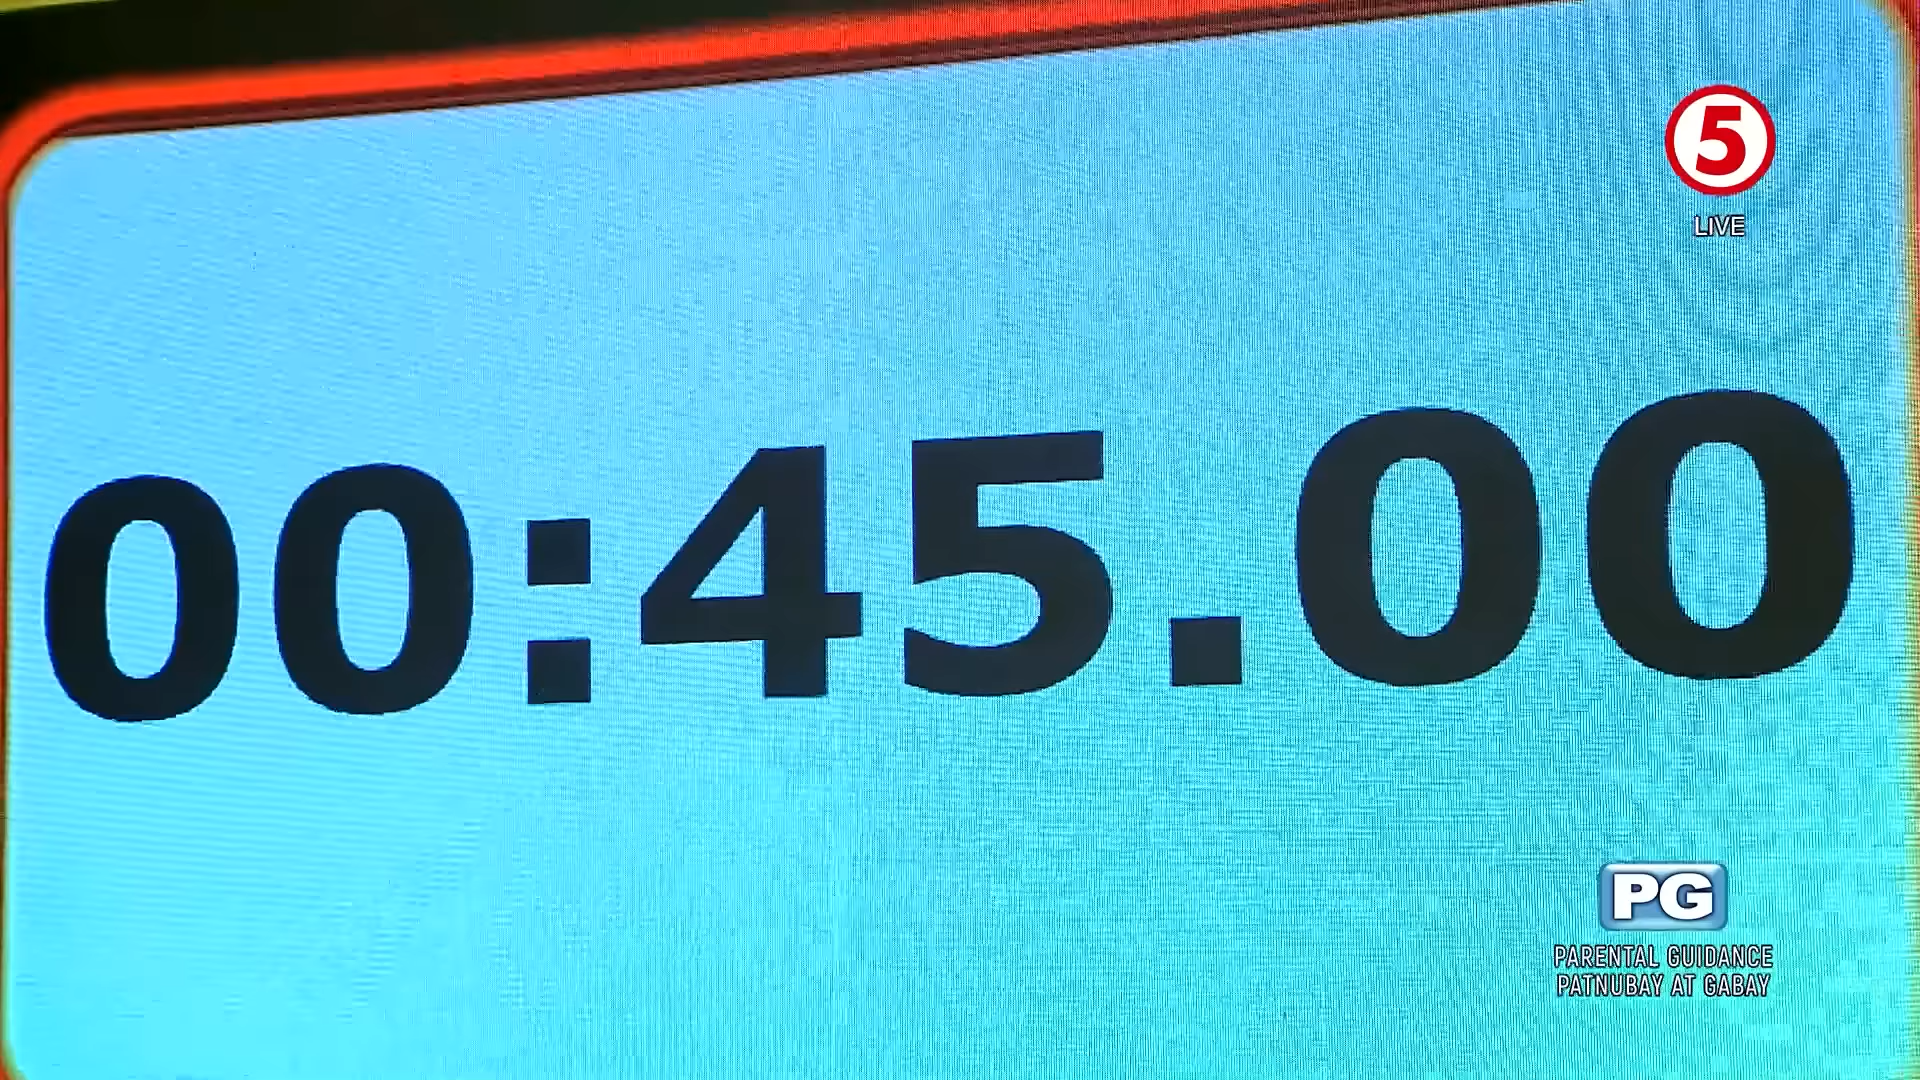 5
LIVE
00:45.00
PG
PARENTAL GUIDANCE
PATNUBAY AT GABAY